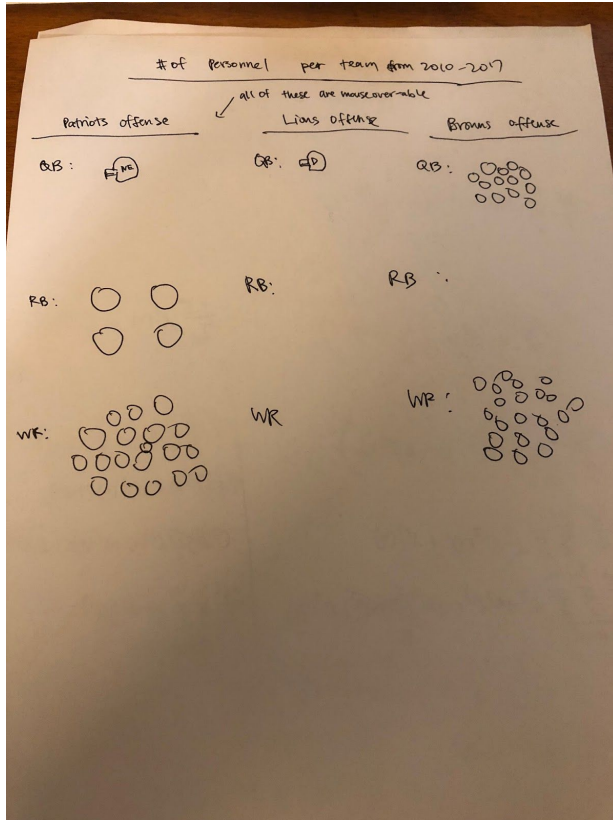 # of Personnel per team from 2010-2017
all of these are mouseover-able
Patriots offense Lions offense Browns offense
QB: NE QB: D QB:
RB: RB: RB:
WR: WR WR: